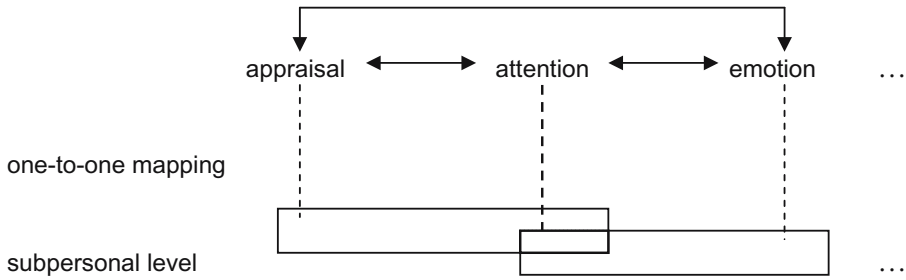 appraisal attention emotion ...
one-to-one mapping
subpersonal level ...